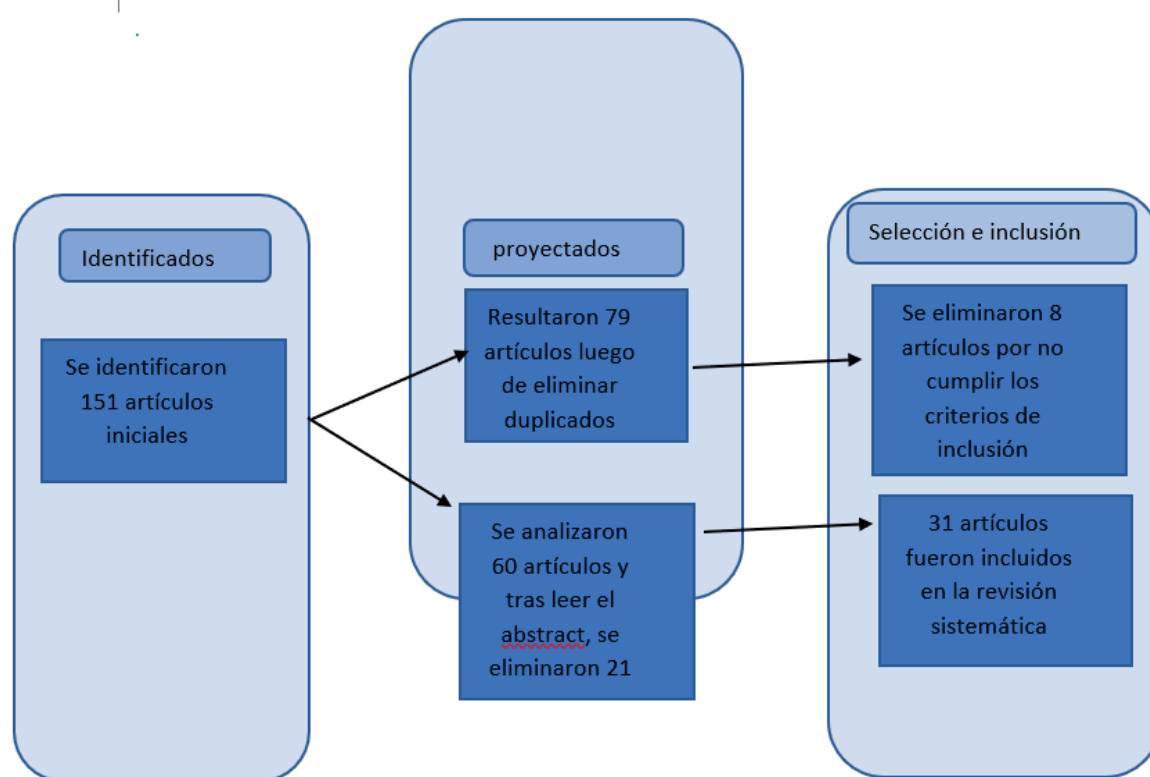 Identificados
Se identificaron
151 artículos
iniciales
proyectados
Resultaron 79
artículos luego
de eliminar
duplicados
Se analizaron
60 artículos y
tras leer el
abstract, se
eliminaron 21
Selección e inclusión
Se eliminaron 8
artículos por no
cumplir los
criterios de
inclusión
31 artículos
fueron incluidos
en la revisión
sistemática